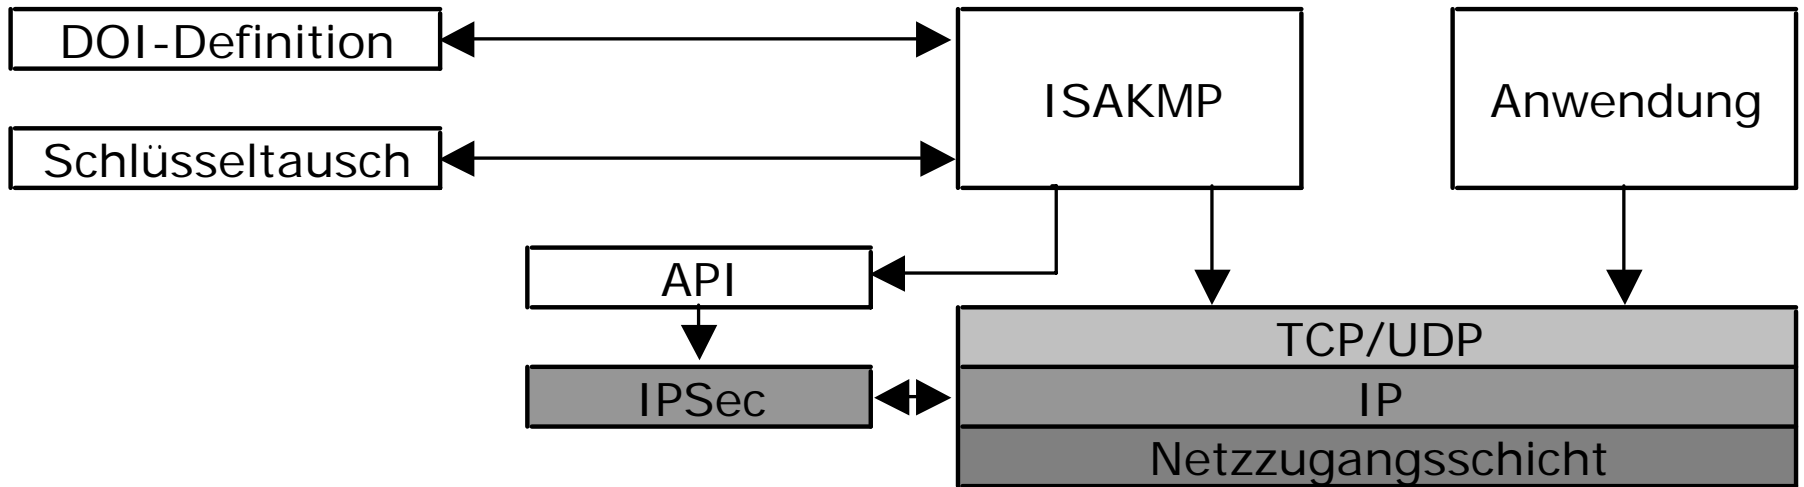 DOI-Definition
ISAKMP
Anwendung
Schlüsseltausch
API
TCP/UDP
IPSec
IP
Netzzugangsschicht